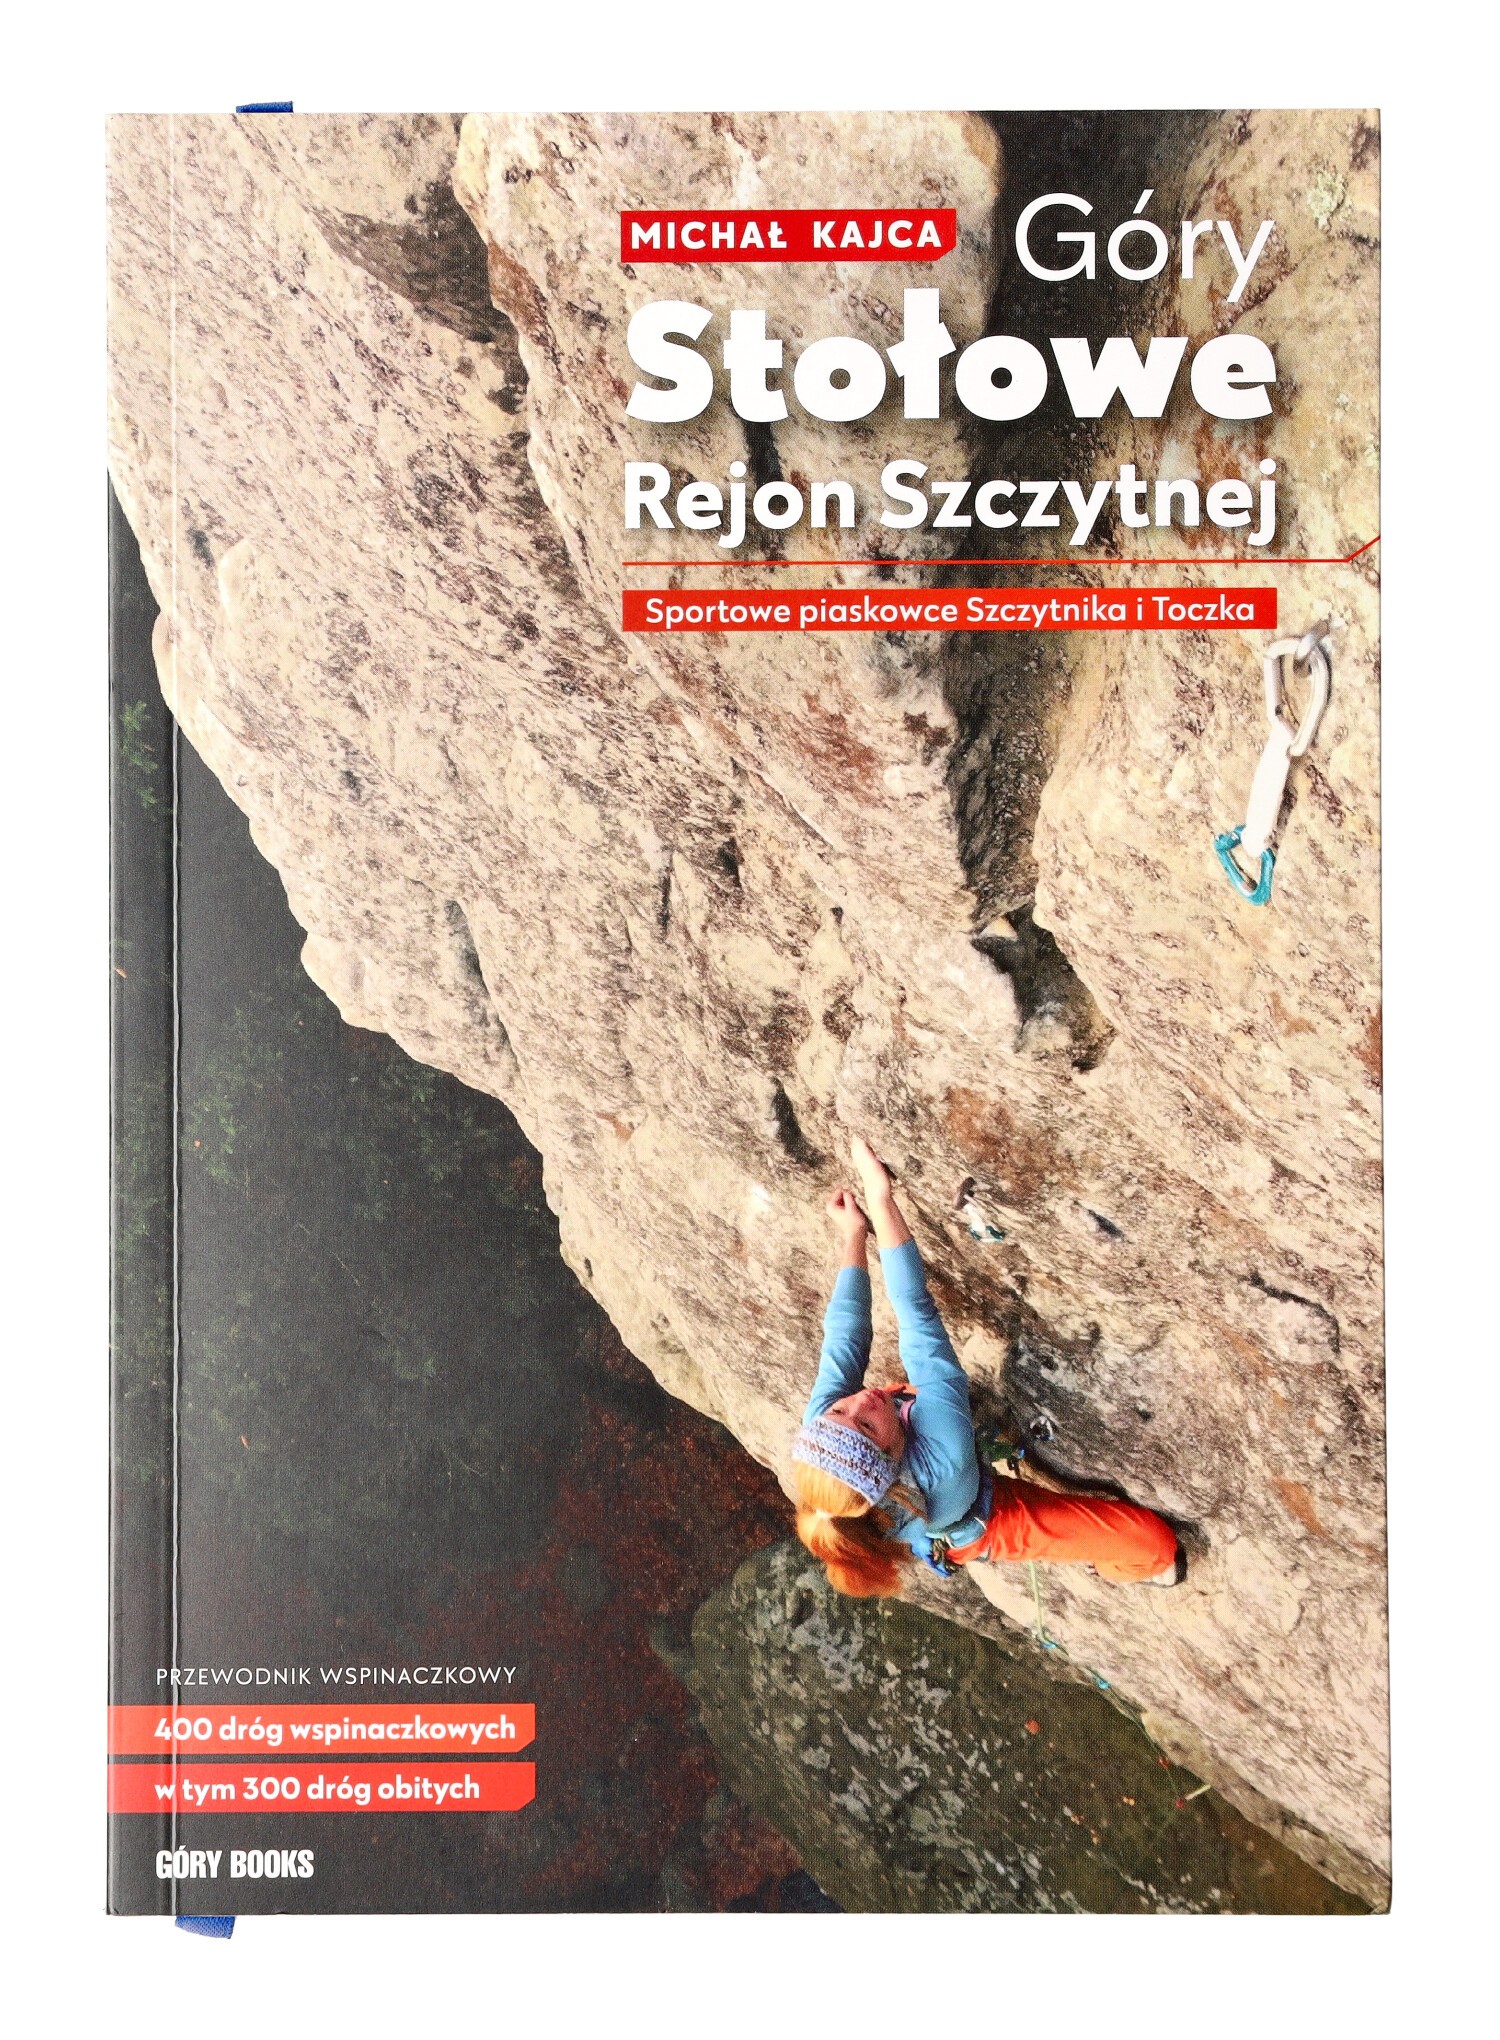 MICHAŁ KAJCA
Góry
Stołowe
Rejon Szczytnej
Sportowe piaskowce Szczytnika i Toczka
PRZEWODNIK WSPINACZKOWY
400 dróg wspinaczkowych
w tym 300 dróg obitych
GÓRY BOOKS